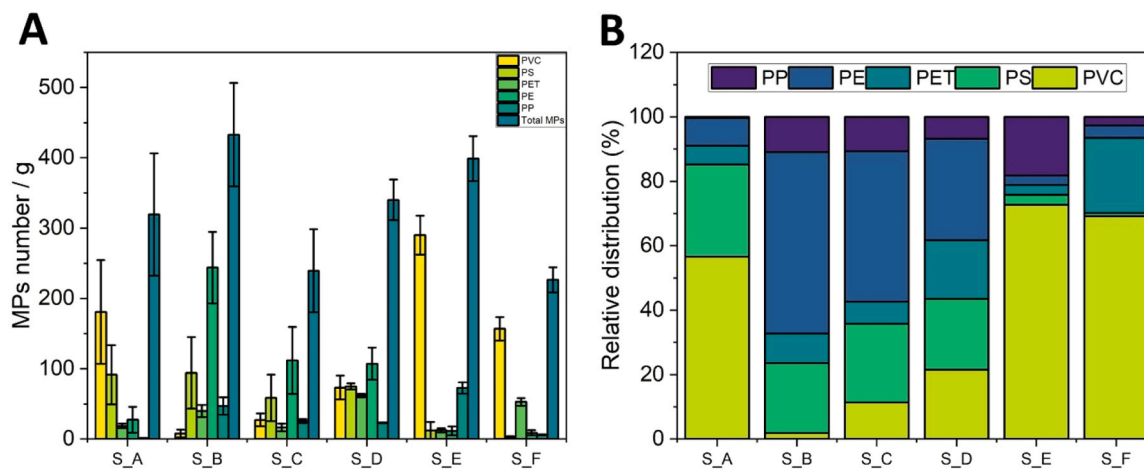 A
MPs number / g
500
400
300
200
100
0
PVC
PS
PET
PE
PP
Total MPs
S_A S_B S_C S_D S_E S_F
B
Relative distribution (%)
120
100
80
60
40
20
0
PP PE PET PS PVC
S_A S_B S_C S_D S_E S_F